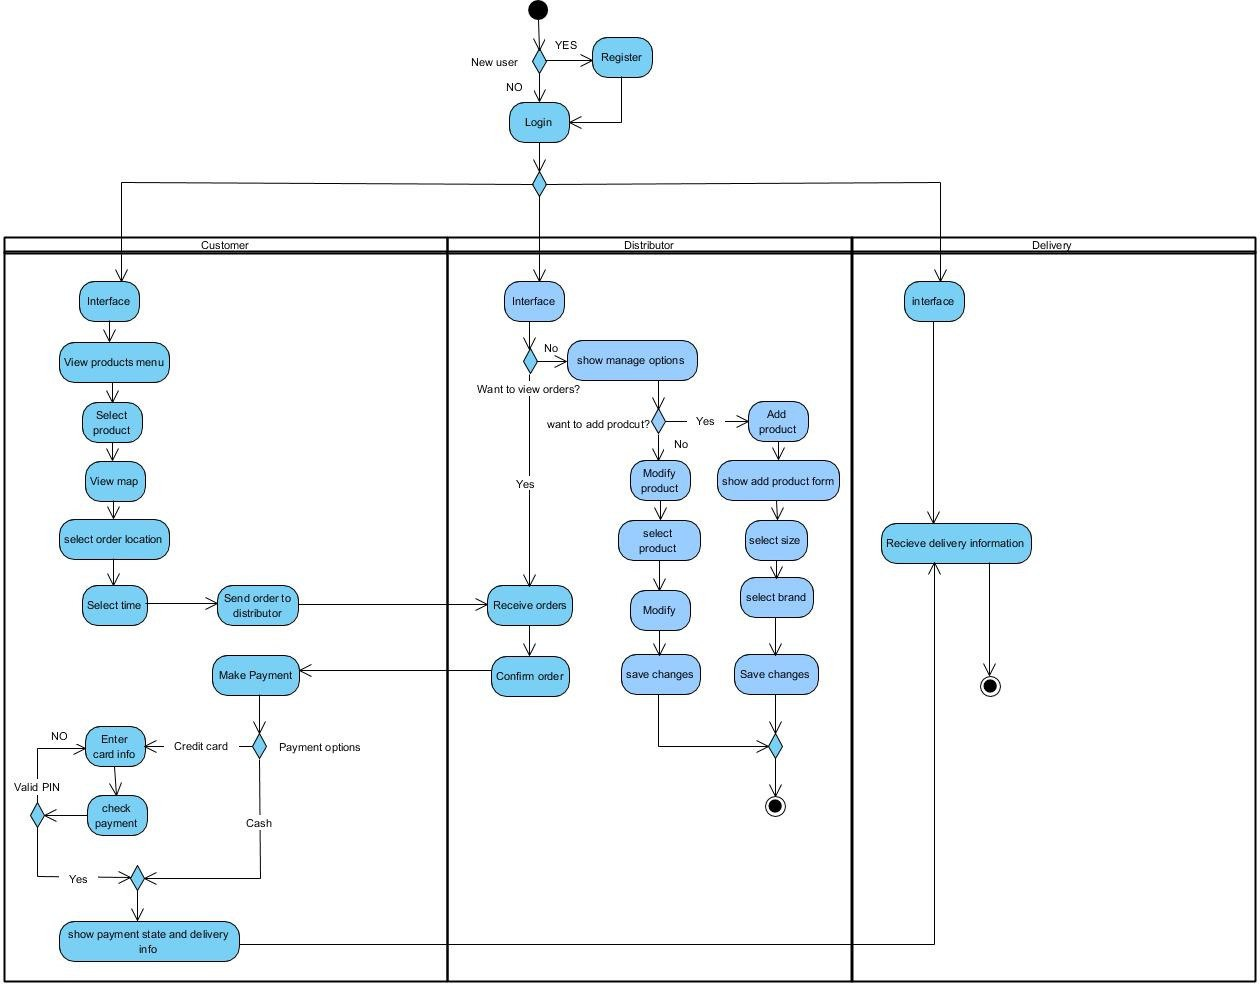 YES
New user
Register
NO
Login
Customer
Distributor
Delivery
Interface
Interface
interface
View products menu
No
show manage options
Want to view orders?
Select
product
want to add prodcut?
Yes
Add
product
No
View map
Yes
Modify
product
show add product form
select order location
select
product
select size
Recieve delivery information
Select time
Send order to
distributor
Receive orders
Modify
select brand
Make Payment
Confirm order
save changes
Save changes
NO
Enter
card info
Credit card
Payment options
Valid PIN
check
payment
Cash
Yes
show payment state and delivery
info